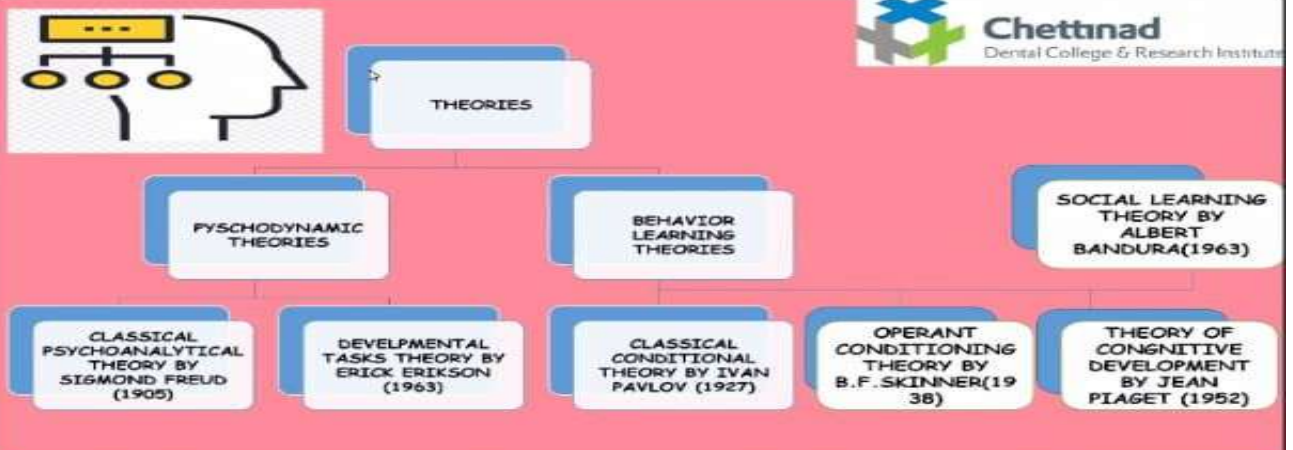 Chettinad
Dental College & Research Institute
THEORIES
PYSCHODYNAMIC
THEORIES
BEHAVIOR
LEARNING
THEORIES
SOCIAL LEARNING
THEORY BY
ALBERT
BANDURA(1963)
CLASSICAL
PSYCHOANALYTICAL
THEORY BY
SIGMOND FREUD
(1905)
DEVELPMENTAL
TASKS THEORY BY
ERICK ERIKSON
(1963)
CLASSICAL
CONDITIONAL
THEORY BY IVAN
PAVLOV (1927)
OPERANT
CONDITIONING
THEORY BY
B.F.SKINNER(19
38)
THEORY OF
CONGNITIVE
DEVELOPMENT
BY JEAN
PIAGET (1952)